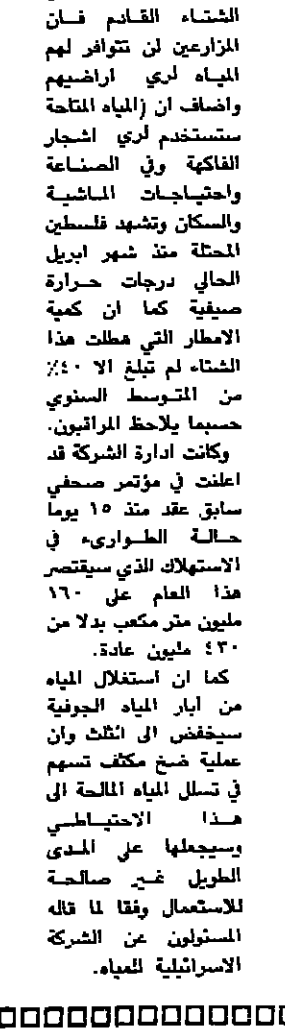 الشتاء القادم فان
المزارعين لن تتوافر لهم
المياه لري اراضيهم
واضاف ان (المياه المتاحة
ستستخدم لري اشجار
الفاكهة وفي الصناعة
واحتياجات الماشية
والسكان وتشهد فلسطين
المحتلة منذ شهر ابريل
الحالي درجات حرارة
صيفية كما ان كمية
الامطار التي هطلت هذا
الشتاء لم تبلغ الا ٤٠٪
من المتوسط السنوي
حسبما يلاحظ المراقبون.
وكانت ادارة الشركة قد
اعلنت في مؤتمر صحفي
سابق عقد منذ ١٥ يوما
حالة الطوارىء في
الاستهلاك الذي سيقتصر
هذا العام على ١٦٠
مليون متر مكعب بدلا من
٤٣٠ مليون عادة.
كما ان استغلال المياه
من ابار المياه الجوفية
سيخفض الى الثلث وان
عملية ضخ مكثف تسهم
في تسلل المياه المالحة الى
هذا الاحتياطي
وسيجعلها على المدى
الطويل غير صالحة
للاستعمال وفقا لما قاله
المسئولون عن الشركة
الاسرائيلية للمياه.